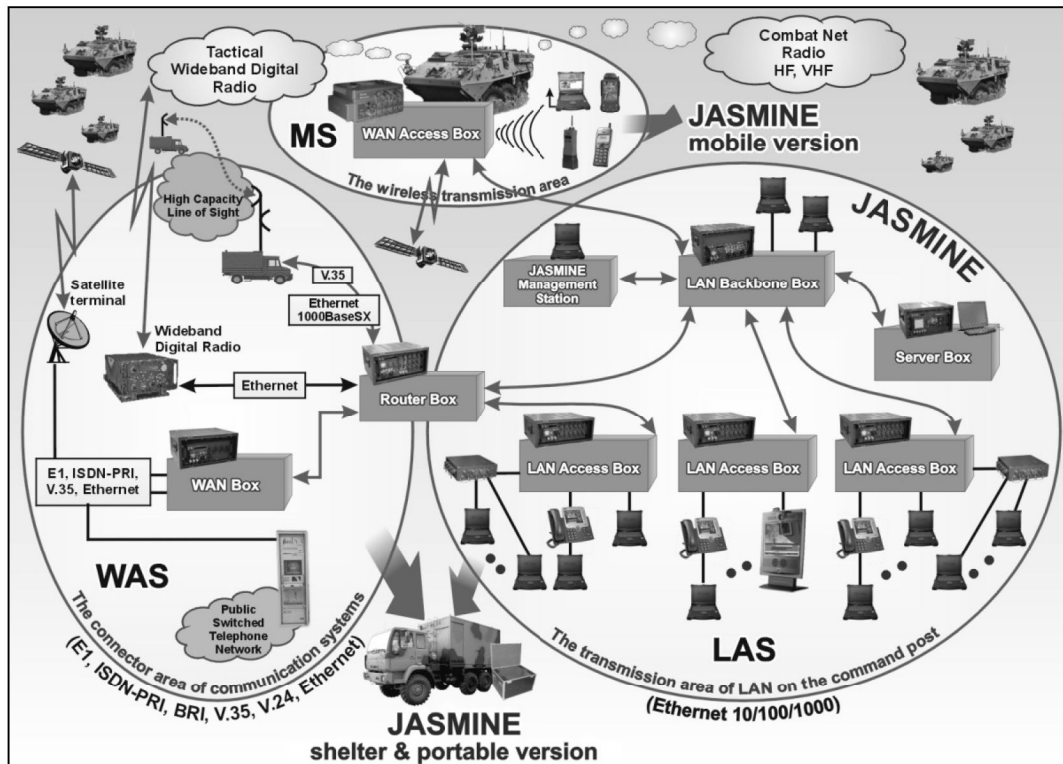 Tactical
Wideband Digital
Radio
Combat Net
Radio
HF, VHF
MS
WAN Access Box
JASMINE
mobile version
The wireless transmission area
High Capacity
Line of Sight
JASMINE
V.35
Ethernet
1000BaseSX
JASMINE
Management
Station
LAN Backbone Box
Satellite
terminal
Wideband
Digital Radio
Server Box
Ethernet
Router Box
E1, ISDN-PRI,
V.35, Ethernet
WAN Box
LAN Access Box
LAN Access Box
LAN Access Box
WAS
Public
Switched
Telephone
Network
LAS
The connector area of communication systems
(E1, ISDN-PRI, BRI, V.35, V.24, Ethernet)
The transmission area of LAN on the command post
(Ethernet 10/100/1000)
JASMINE
shelter & portable version